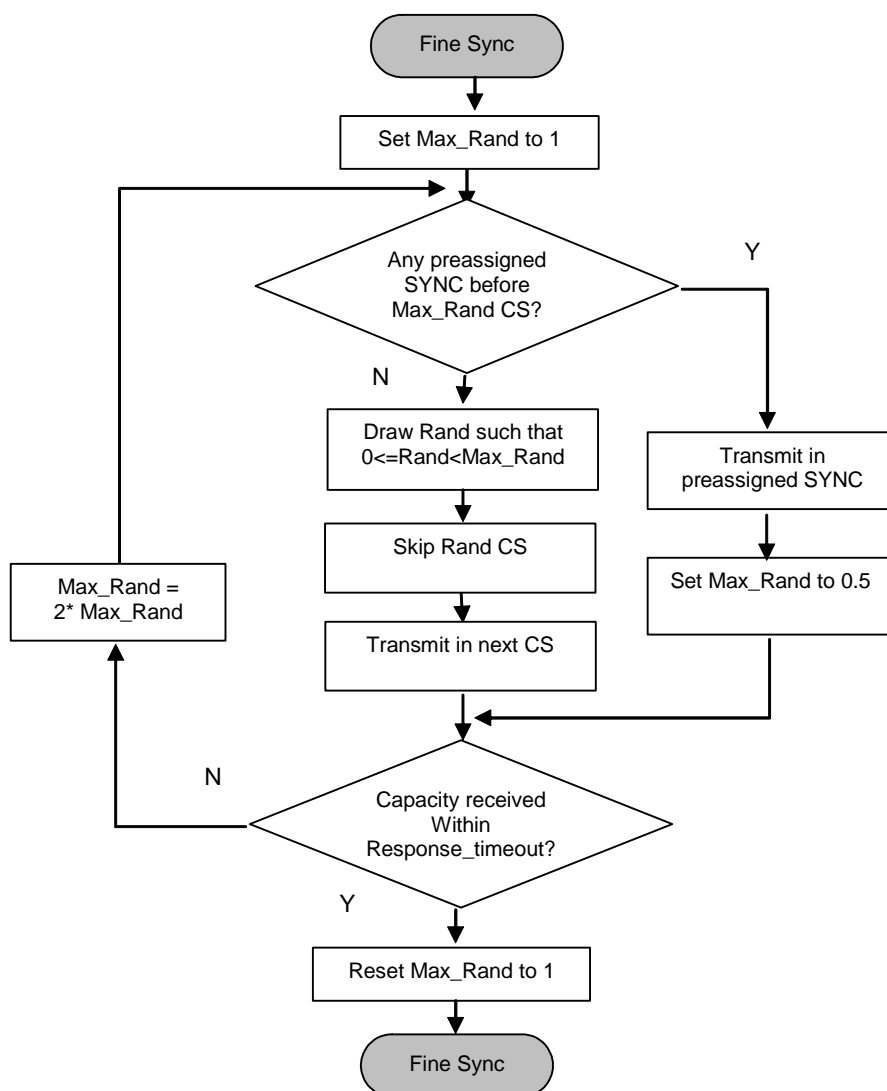 Fine Sync
Set Max_Rand to 1
Any preassigned
SYNC before
Max_Rand CS?
Y
N
Draw Rand such that
0<=Rand<Max_Rand
Transmit in
preassigned SYNC
Skip Rand CS
Set Max_Rand to 0.5
Max_Rand =
2* Max_Rand
Transmit in next CS
N
Capacity received
Within
Response_timeout?
Y
Reset Max_Rand to 1
Fine Sync